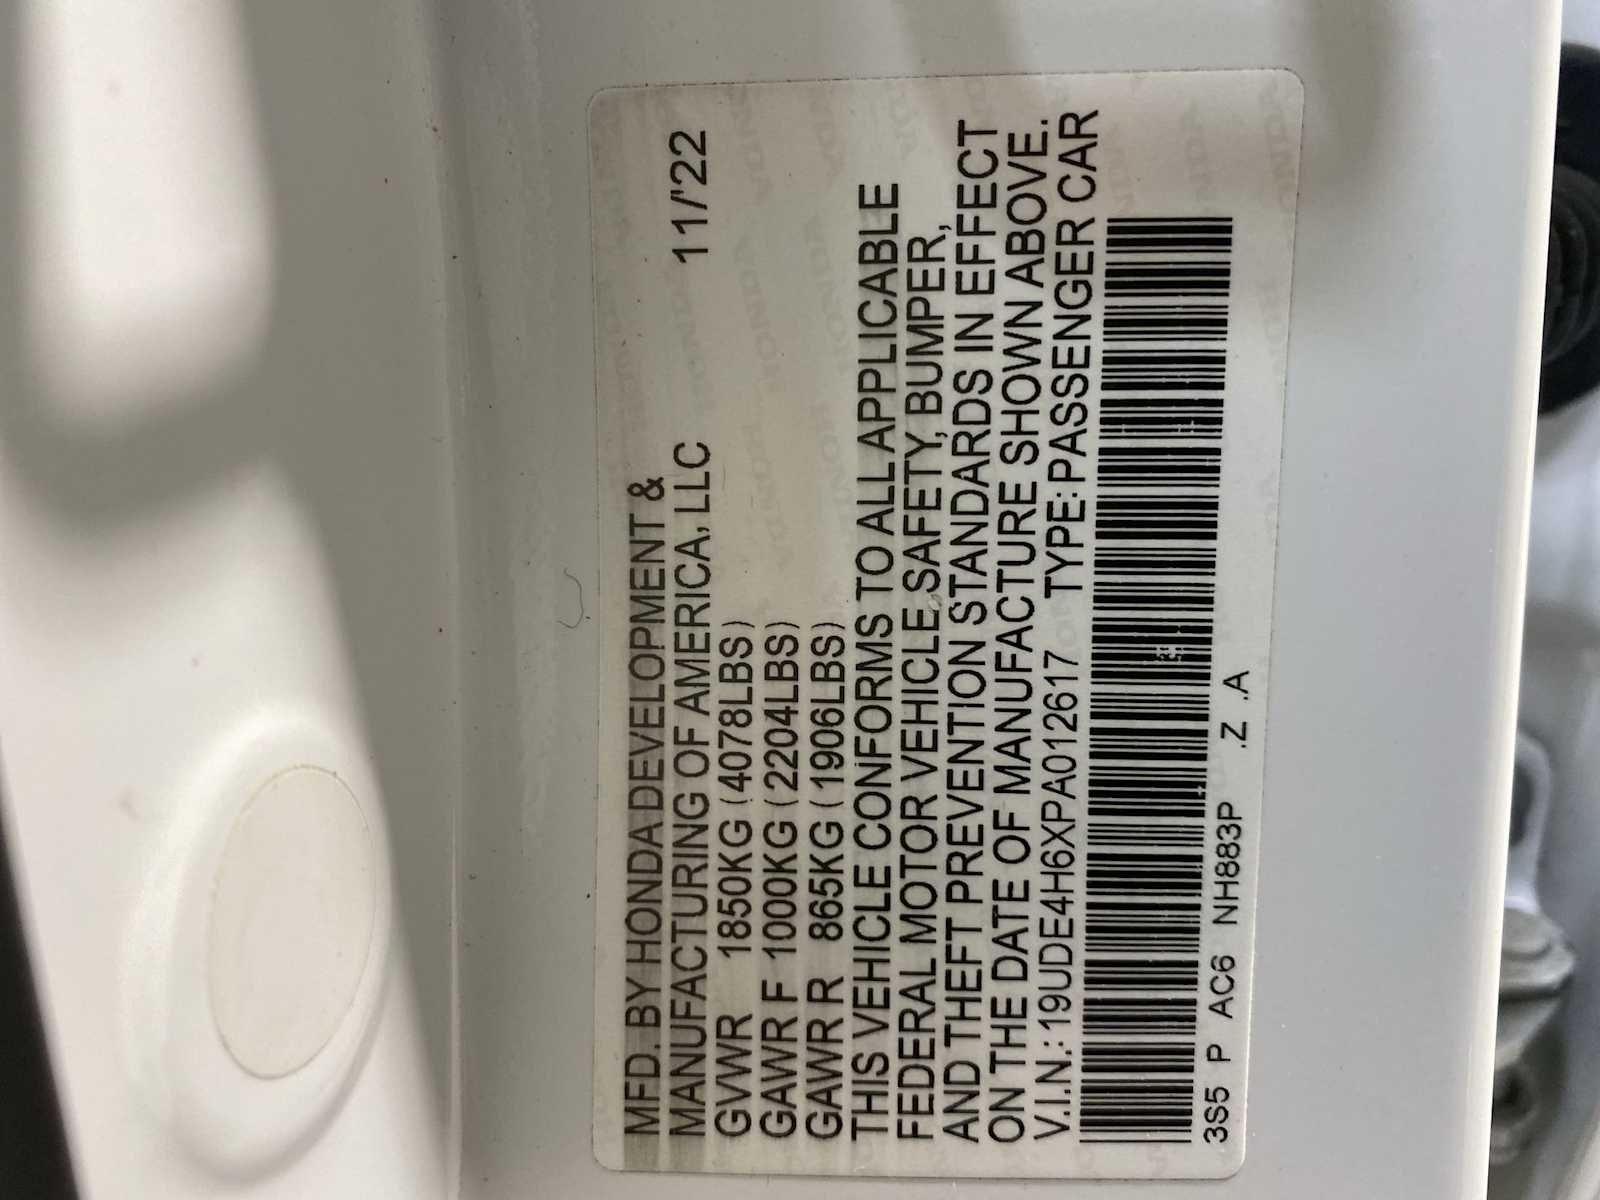 MFD. BY HONDA DEVELOPMENT &
MANUFACTURING OF AMERICA, LLC 11/'22
GVWR 1850KG (4078LBS)
GAWR F 1000KG (2204LBS)
GAWR R 865KG (1906LBS)
THIS VEHICLE CONFORMS TO ALL APPLICABLE
FEDERAL MOTOR VEHICLE SAFETY, BUMPER,
AND THEFT PREVENTION STANDARDS IN EFFECT
ON THE DATE OF MANUFACTURE SHOWN ABOVE.
V.I.N.: 19UDE4H6XPA012617 TYPE: PASSENGER CAR
3S5 P AC6 NH883P .Z .A